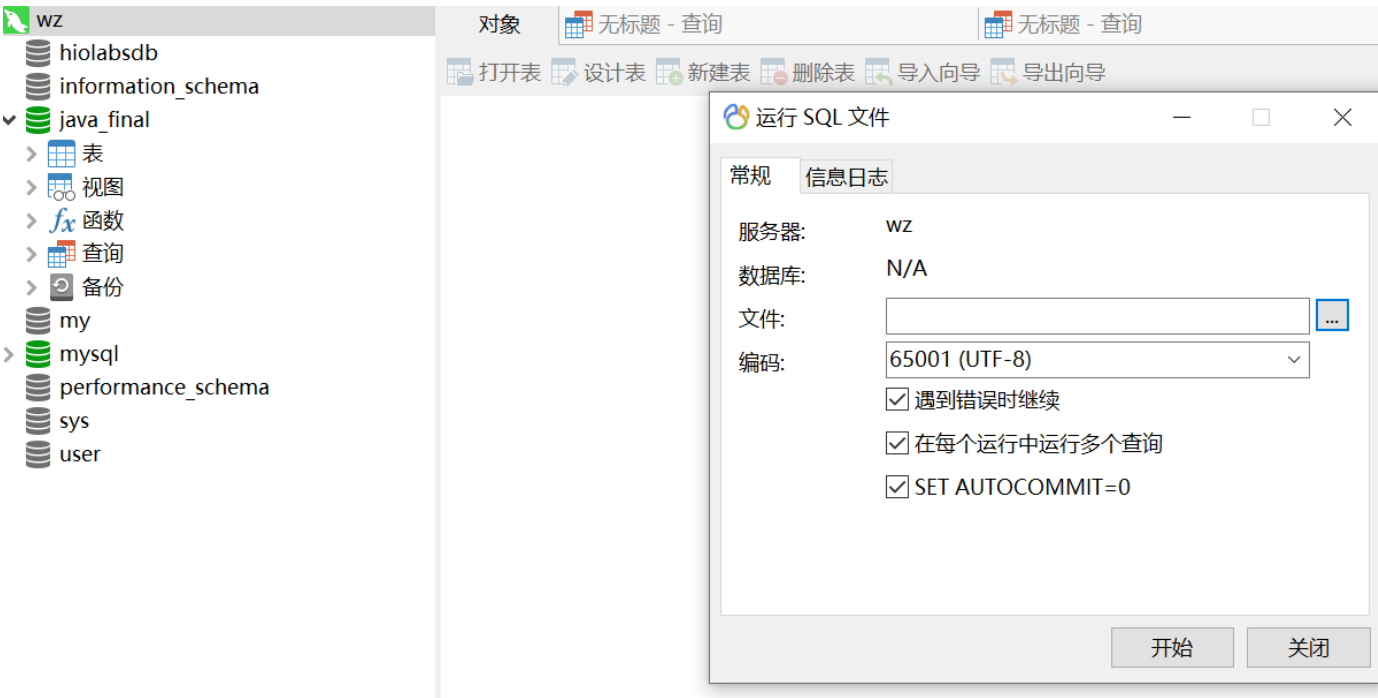 wz
hiolabsdb
information_schema
java_final
表
视图
fx 函数
查询
备份
my
mysql
performance_schema
sys
user
对象 无标题 - 查询 无标题 - 查询
打开表 设计表 新建表 删除表 导入向导 导出向导
运行 SQL 文件
常规 信息日志
服务器: wz
数据库: N/A
文件: ...
编码: 65001 (UTF-8)
遇到错误时继续
在每个运行中运行多个查询
SET AUTOCOMMIT=0
开始 关闭